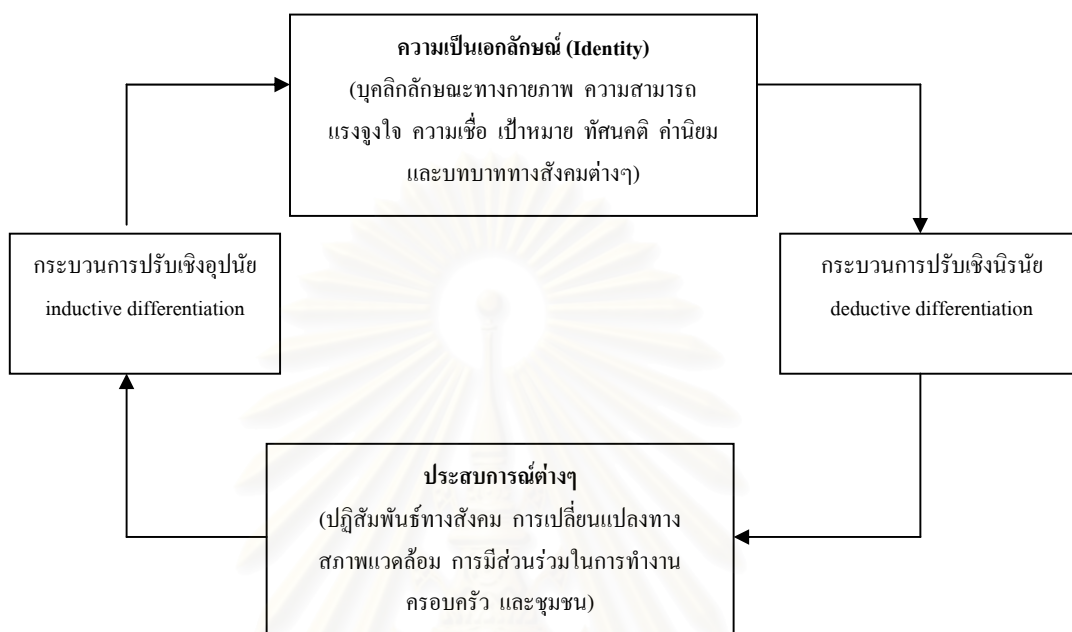 ความเป็นเอกลักษณ์ (Identity)
(บุคลิกลักษณะทางกายภาพ ความสามารถ
แรงจูงใจ ความเชื่อ เป้าหมาย ทัศนคติ ค่านิยม
และบทบาททางสังคมต่างๆ)
กระบวนการปรับเชิงอุปนัย
inductive differentiation
กระบวนการปรับเชิงนิรนัย
deductive differentiation
ประสบการณ์ต่างๆ
(ปฏิสัมพันธ์ทางสังคม การเปลี่ยนแปลงทาง
สภาพแวดล้อม การมีส่วนร่วมในการทำงาน
ครอบครัว และชุมชน)